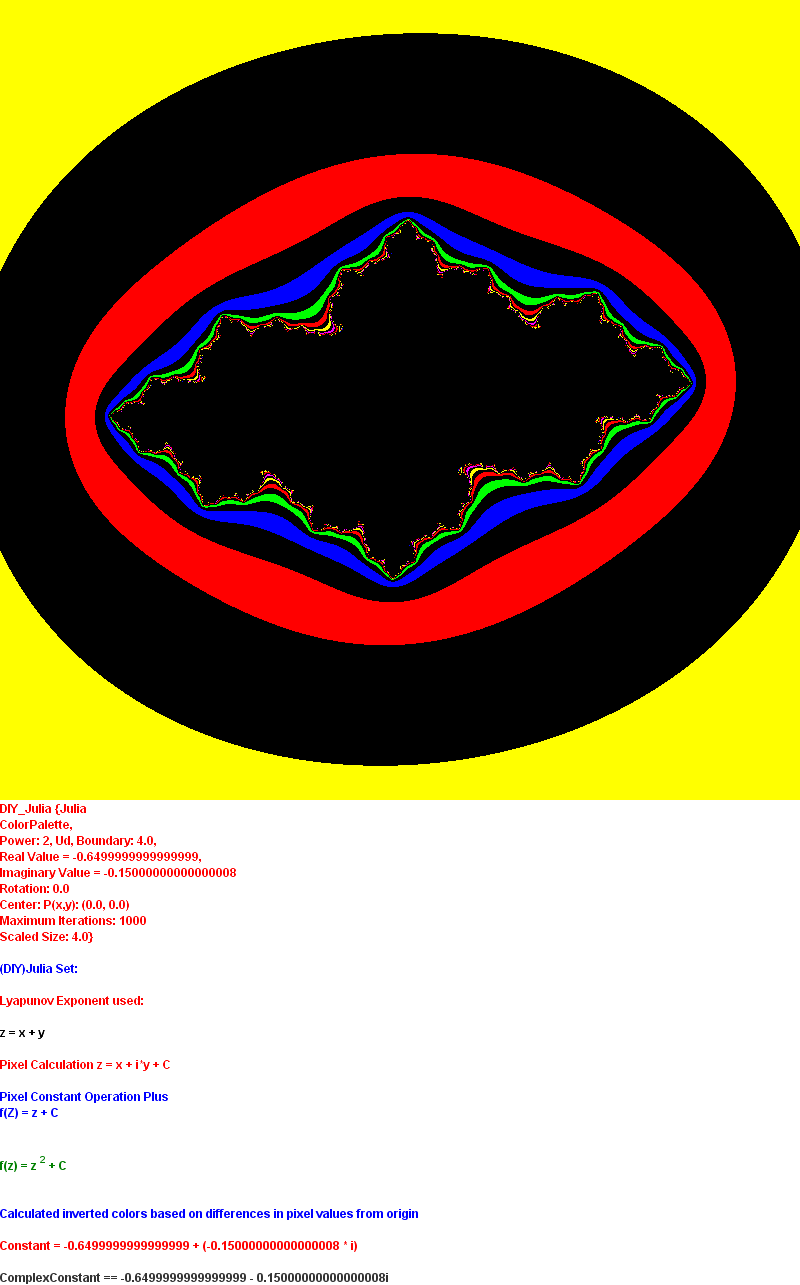 DIY_Julia {Julia
ColorPalette,
Power: 2, Ud, Boundary: 4.0,
Real Value = -0.6499999999999999,
Imaginary Value = -0.15000000000000008
Rotation: 0.0
Center: P(x,y): (0.0, 0.0)
Maximum Iterations: 1000
Scaled Size: 4.0}
(DIY)Julia Set:
Lyapunov Exponent used:
z = x + y
Pixel Calculation z = x + i*y + C
Pixel Constant Operation Plus
f(Z) = z + C
f(z) = z 2 + C
Calculated inverted colors based on differences in pixel values from origin
Constant = -0.6499999999999999 + (-0.15000000000000008 * i)
ComplexConstant == -0.6499999999999999 - 0.15000000000000008i